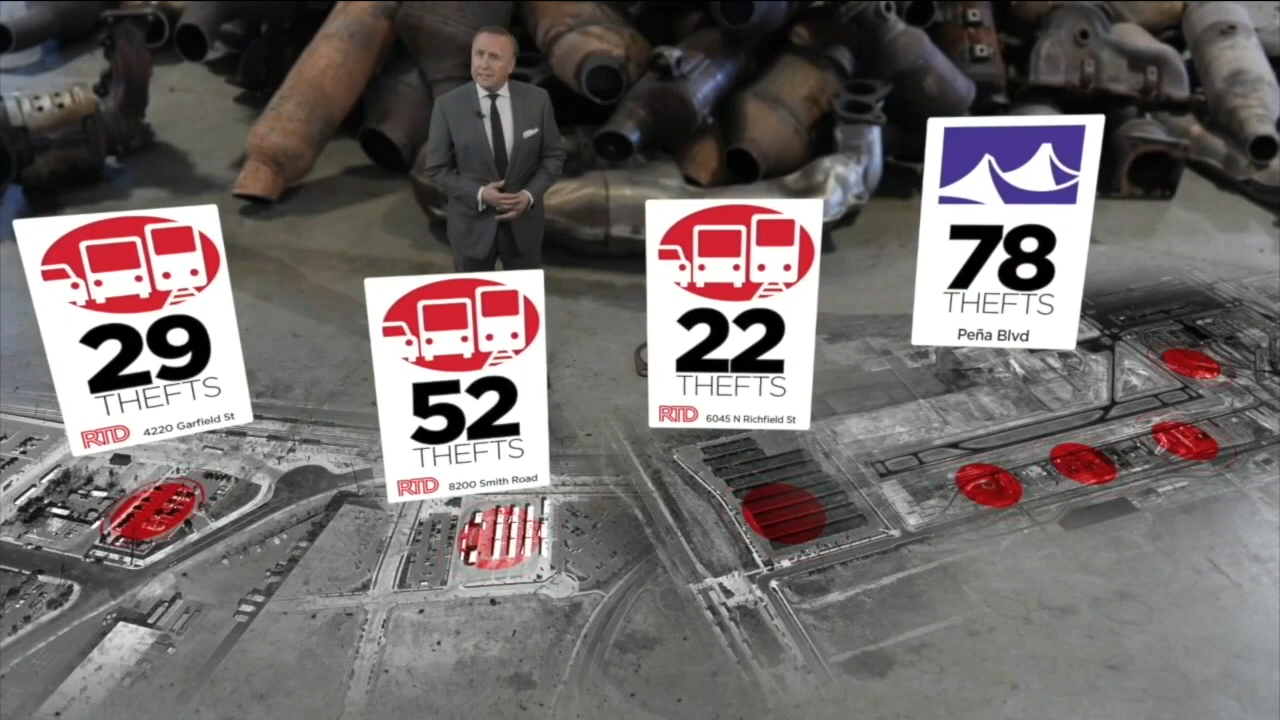 29
THEFTS
RTD 4220 Garfield St
52
THEFTS
RTD 8200 Smith Road
22
THEFTS
RTD 6045 N Richfield St
78
THEFTS
Peña Blvd